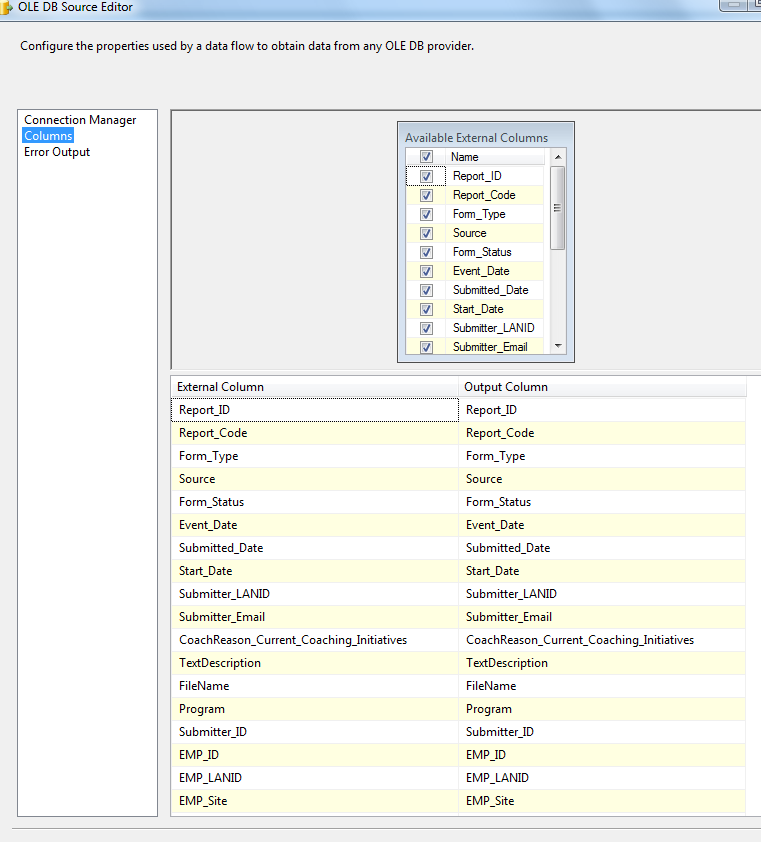 OLE DB Source Editor
Configure the properties used by a data flow to obtain data from any OLE DB provider.
Connection Manager
Columns
Error Output
Available External Columns
Name
Report_ID
Report_Code
Form_Type
Source
Form_Status
Event_Date
Submitted_Date
Start_Date
Submitter_LANID
Submitter_Email
External Column Output Column
Report_ID Report_ID
Report_Code Report_Code
Form_Type Form_Type
Source Source
Form_Status Form_Status
Event_Date Event_Date
Submitted_Date Submitted_Date
Start_Date Start_Date
Submitter_LANID Submitter_LANID
Submitter_Email Submitter_Email
CoachReason_Current_Coaching_Initiatives CoachReason_Current_Coaching_Initiatives
TextDescription TextDescription
FileName FileName
Program Program
Submitter_ID Submitter_ID
EMP_ID EMP_ID
EMP_LANID EMP_LANID
EMP_Site EMP_Site